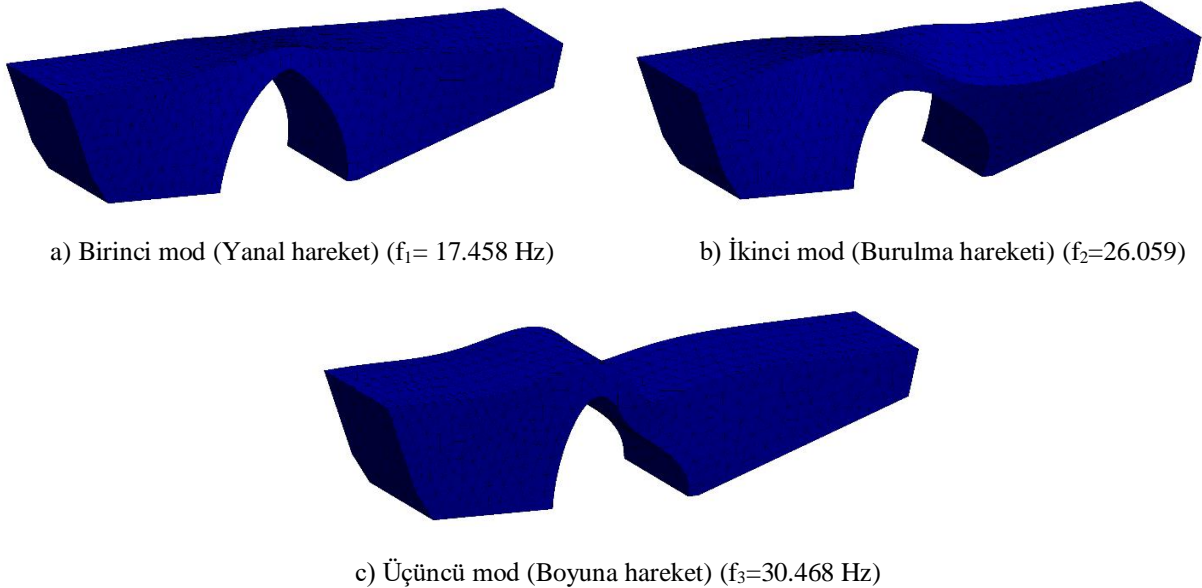 a) Birinci mod (Yanal hareket) (f₁= 17.458 Hz)
b) İkinci mod (Burulma hareketi) (f₂=26.059)
c) Üçüncü mod (Boyuna hareket) (f₃=30.468 Hz)